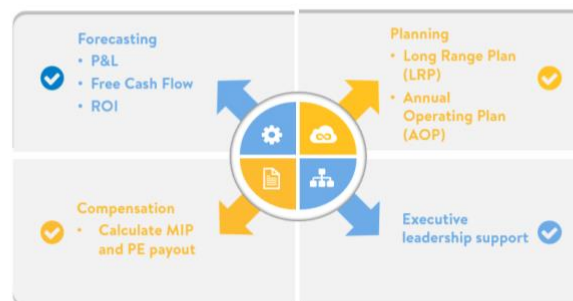 Forecasting
• P&L
• Free Cash Flow
• ROI
Planning
• Long Range Plan
(LRP)
• Annual
Operating Plan
(AOP)
Compensation
• Calculate MIP
and PE payout
Executive
leadership support